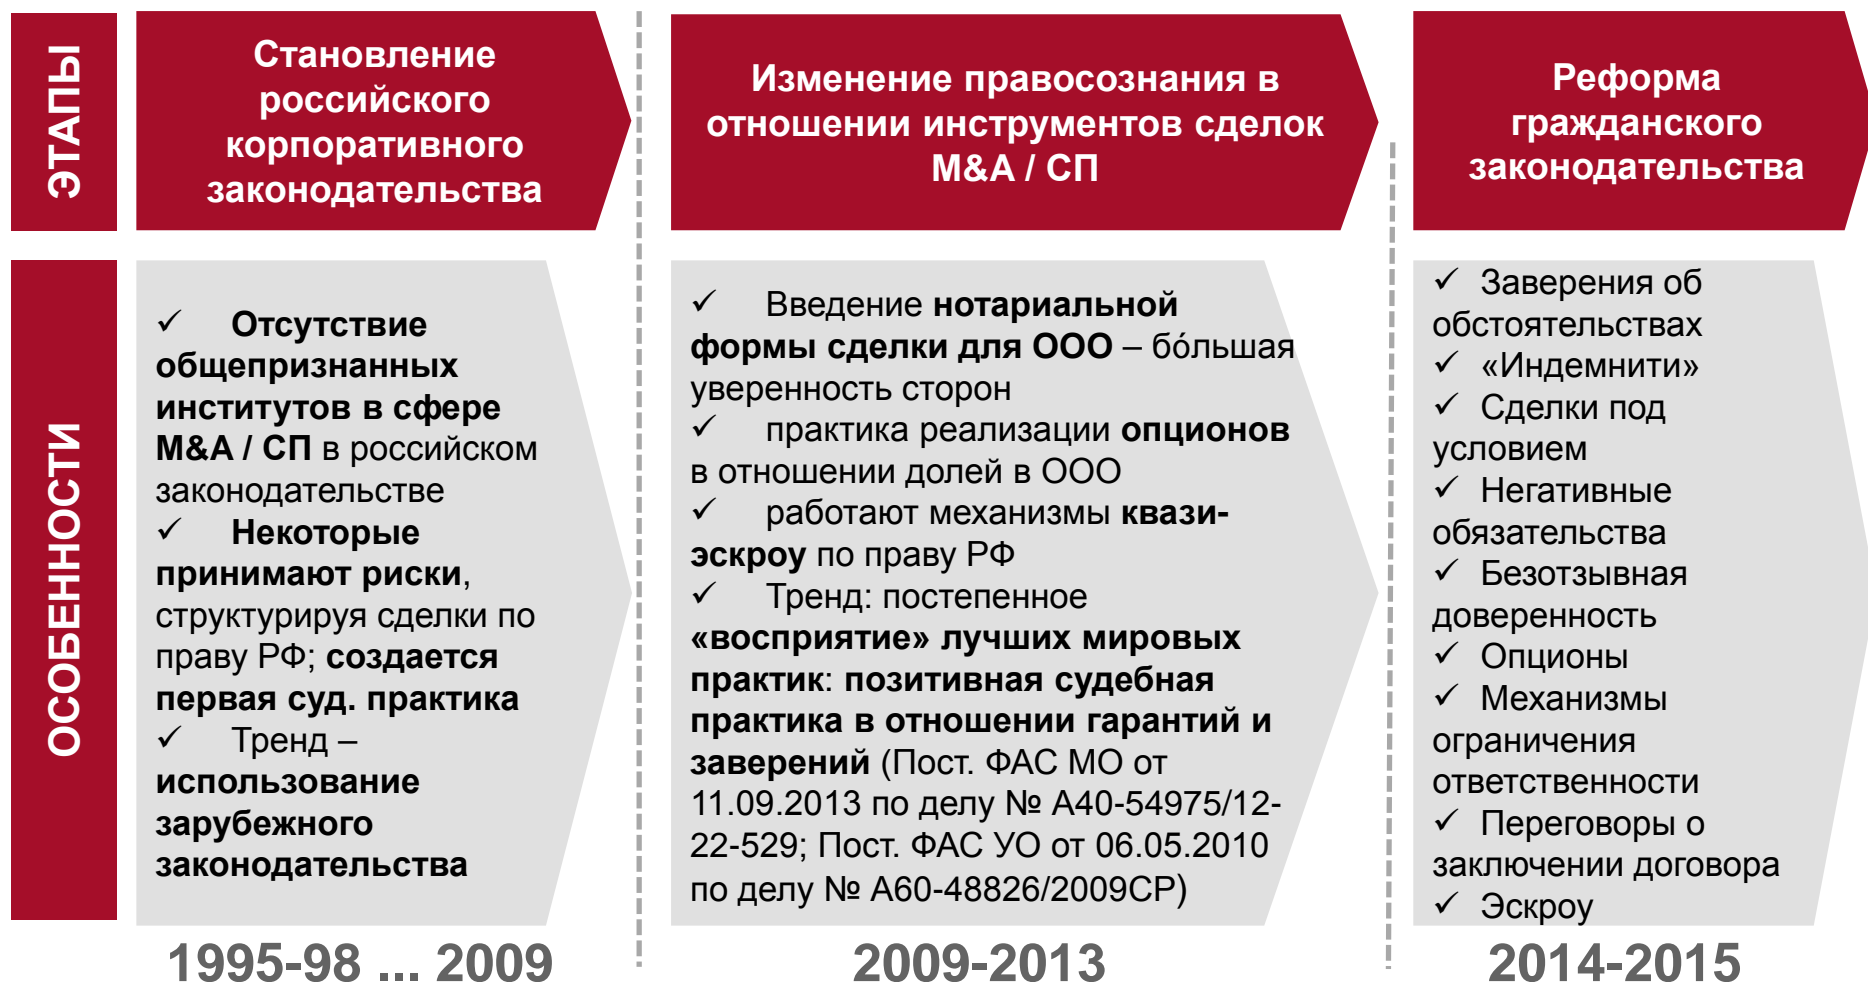 ЭТАПЫ
Становление
российского
корпоративного
законодательства
Изменение правосознания в
отношении инструментов сделок
M&A / СП
Реформа
гражданского
законодательства
ОСОБЕННОСТИ
✓ Отсутствие
общепризнанных
институтов в сфере
M&A / СП в российском
законодательстве
✓ Некоторые
принимают риски,
структурируя сделки по
праву РФ; создается
первая суд. практика
✓ Тренд –
использование
зарубежного
законодательства
✓ Введение нотариальной
формы сделки для ООО – бóльшая
уверенность сторон
✓ практика реализации опционов
в отношении долей в ООО
✓ работают механизмы квази-
эскроу по праву РФ
✓ Тренд: постепенное
«восприятие» лучших мировых
практик: позитивная судебная
практика в отношении гарантий и
заверений (Пост. ФАС МО от
11.09.2013 по делу № А40-54975/12-
22-529; Пост. ФАС УО от 06.05.2010
по делу № А60-48826/2009СР)
✓ Заверения об
обстоятельствах
✓ «Индемнити»
✓ Сделки под
условием
✓ Негативные
обязательства
✓ Безотзывная
доверенность
✓ Опционы
✓ Механизмы
ограничения
ответственности
✓ Переговоры о
заключении договора
✓ Эскроу
1995-98 ... 2009
2009-2013
2014-2015